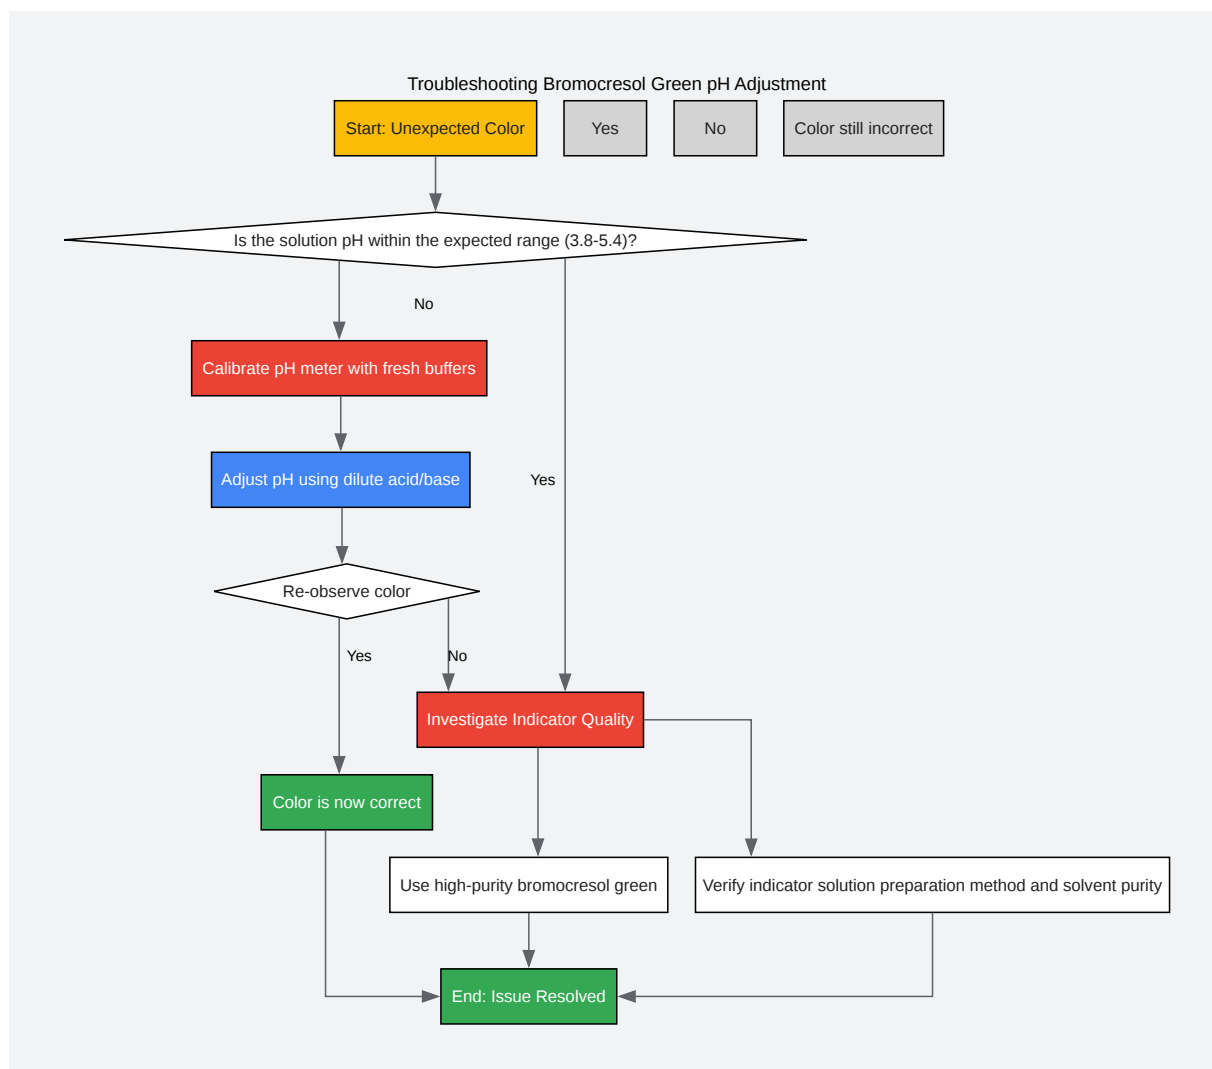 Troubleshooting Bromocresol Green pH Adjustment
Start: Unexpected Color
Yes
No
Color still incorrect
Is the solution pH within the expected range (3.8-5.4)?
No
Calibrate pH meter with fresh buffers
Adjust pH using dilute acid/base
Yes
Re-observe color
Yes
No
Investigate Indicator Quality
Color is now correct
Use high-purity bromocresol green
Verify indicator solution preparation method and solvent purity
End: Issue Resolved